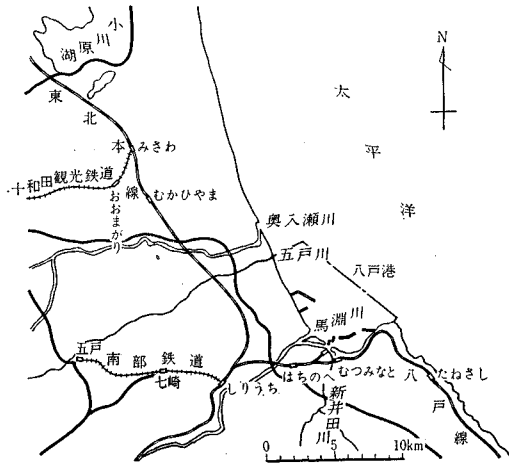 小川原湖
東北本線
みさわ
十和田観光鉄道
おおまがり
むかひやま
太平洋
N
奥入瀬川
五戸川
八戸港
馬淵川
五戸
南部鉄道
七崎
しりうち
はちのへ
むつみなと
新井田川
八戸線
たねさし
0 5 10km